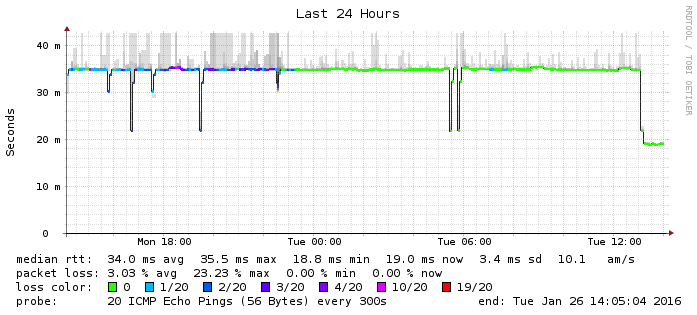 Last 24 Hours
RRDTOOL / TOBI OETIKER
Seconds
40 m
30 m
20 m
10 m
0
Mon 18:00 Tue 00:00 Tue 06:00 Tue 12:00
median rtt: 34.0 ms avg 35.5 ms max 18.8 ms min 19.0 ms now 3.4 ms sd 10.1 am/s
packet loss: 3.03 % avg 23.23 % max 0.00 % min 0.00 % now
loss color: 0 1/20 2/20 3/20 4/20 10/20 19/20
probe: 20 ICMP Echo Pings (56 Bytes) every 300s end: Tue Jan 26 14:05:04 2016